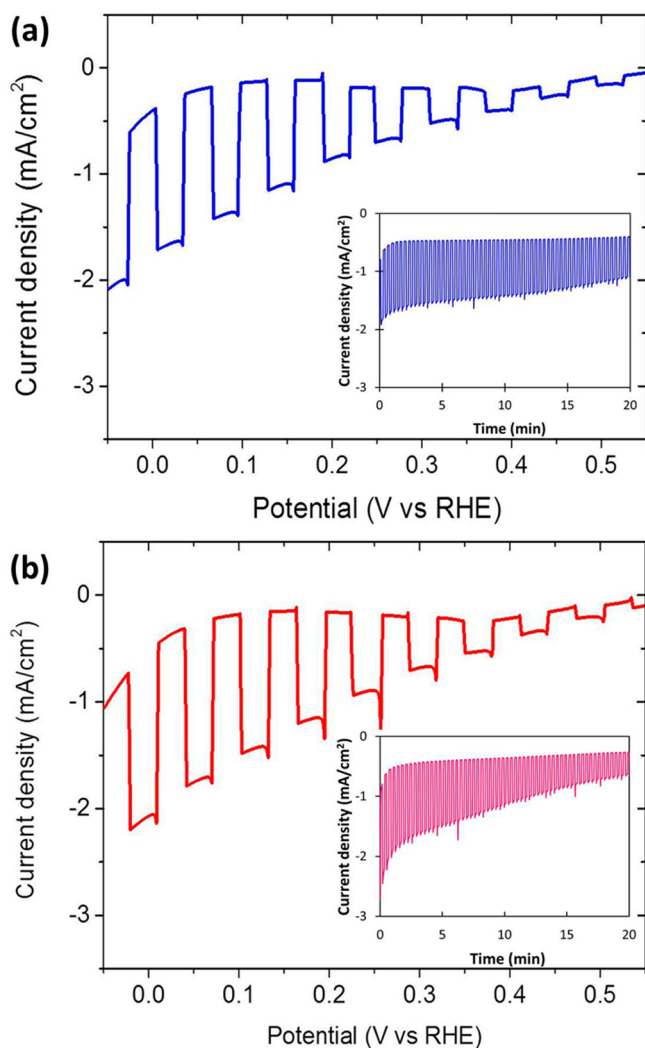 (a)
Current density (mA/cm²)
0
-1
-2
-3
0.0 0.1 0.2 0.3 0.4 0.5
Potential (V vs RHE)
Current density (mA/cm²)
0
-1
-2
-3
0 5 10 15 20
Time (min)
(b)
Current density (mA/cm²)
0
-1
-2
-3
0.0 0.1 0.2 0.3 0.4 0.5
Potential (V vs RHE)
Current density (mA/cm²)
0
-1
-2
-3
0 5 10 15 20
Time (min)